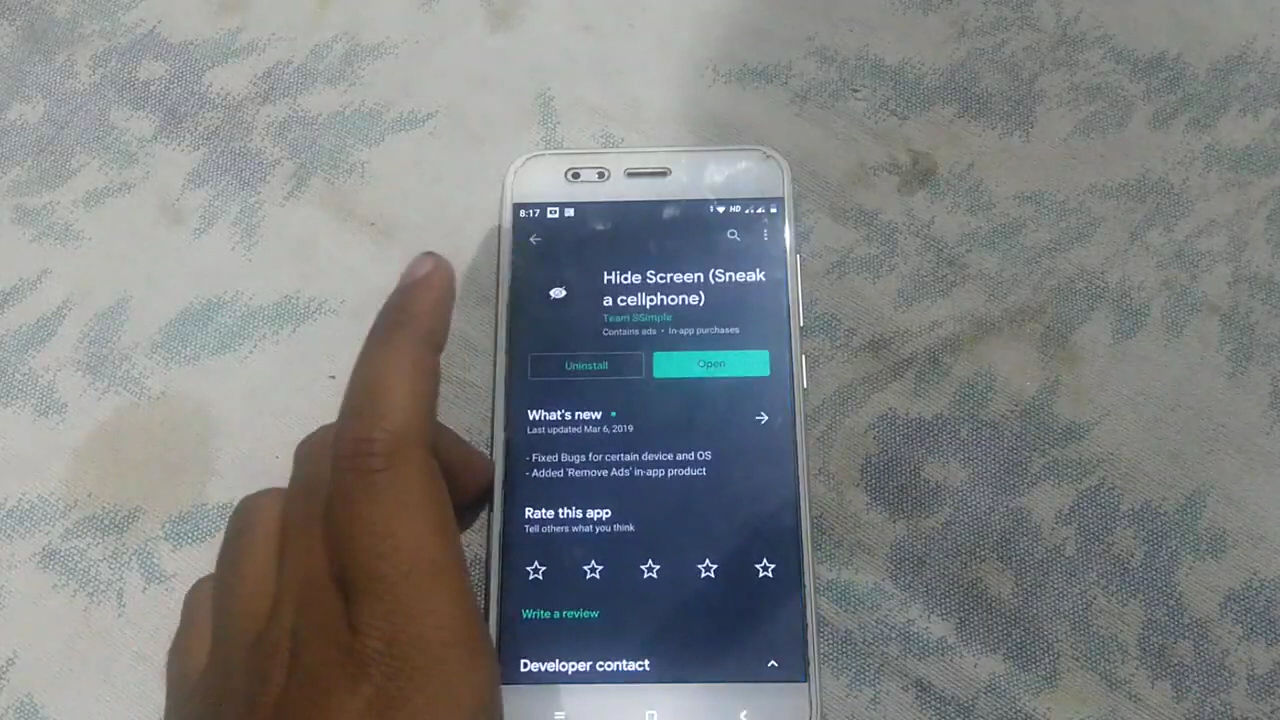 8:17 HD
Hide Screen (Sneak
a cellphone)
Team SSimple
Contains ads • In-app purchases
Uninstall Open
What's new
Last updated Mar 6, 2019
- Fixed Bugs for certain device and OS
- Added 'Remove Ads' in-app product
Rate this app
Tell others what you think
Write a review
Developer contact